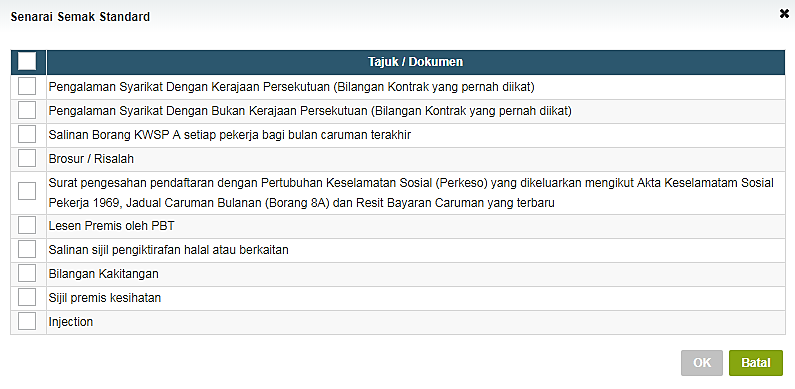 Senarai Semak Standard
Tajuk / Dokumen
Pengalaman Syarikat Dengan Kerajaan Persekutuan (Bilangan Kontrak yang pernah diikat)
Pengalaman Syarikat Dengan Bukan Kerajaan Persekutuan (Bilangan Kontrak yang pernah diikat)
Salinan Borang KWSP A setiap pekerja bagi bulan caruman terakhir
Brosur / Risalah
Surat pengesahan pendaftaran dengan Pertubuhan Keselamatan Sosial (Perkeso) yang dikeluarkan mengikut Akta Keselamatam Sosial
Pekerja 1969, Jadual Caruman Bulanan (Borang 8A) dan Resit Bayaran Caruman yang terbaru
Lesen Premis oleh PBT
Salinan sijil pengiktirafan halal atau berkaitan
Bilangan Kakitangan
Sijil premis kesihatan
Injection
OK Batal